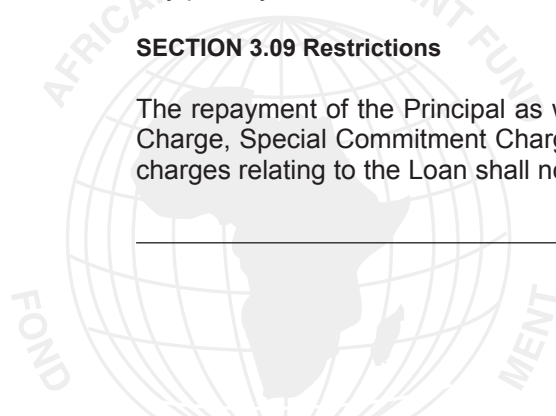 SECTION 3.09 Restrictions
The repayment of the Principal as
Charge, Special Commitment
charges relating to the Loan shall
FOND